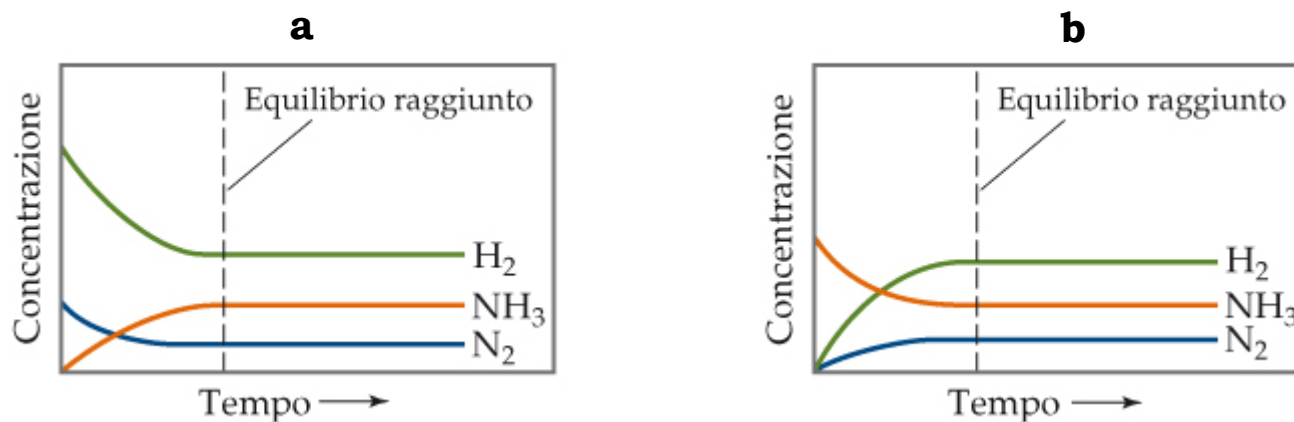 a
Concentrazione
Equilibrio raggiunto
H₂
NH₃
N₂
Tempo
b
Concentrazione
Equilibrio raggiunto
H₂
NH₃
N₂
Tempo